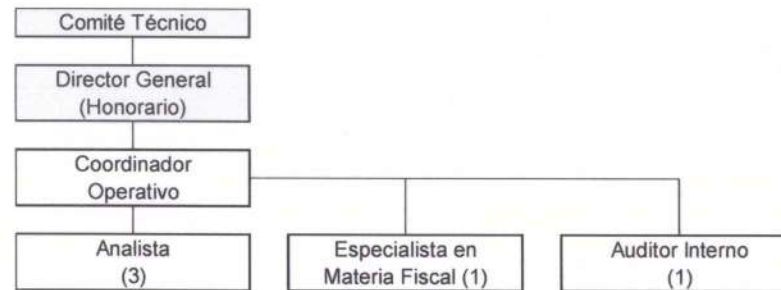 Comité Técnico
Director General
(Honorario)
Coordinador
Operativo
Analista
(3)
Especialista en
Materia Fiscal (1)
Auditor Interno
(1)